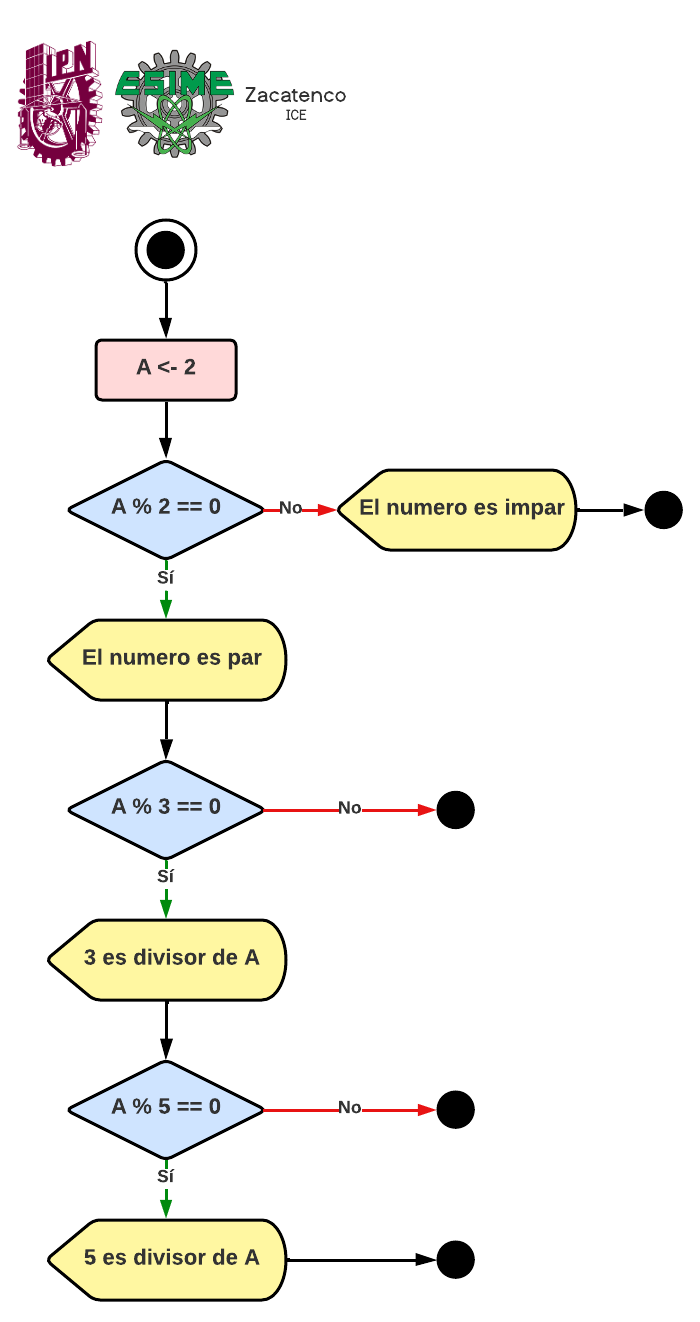 IPN
ESIME
Zacatenco
ICE
A <- 2
A % 2 == 0
No
El numero es impar
Sí
El numero es par
A % 3 == 0
No
Sí
3 es divisor de A
A % 5 == 0
No
Sí
5 es divisor de A